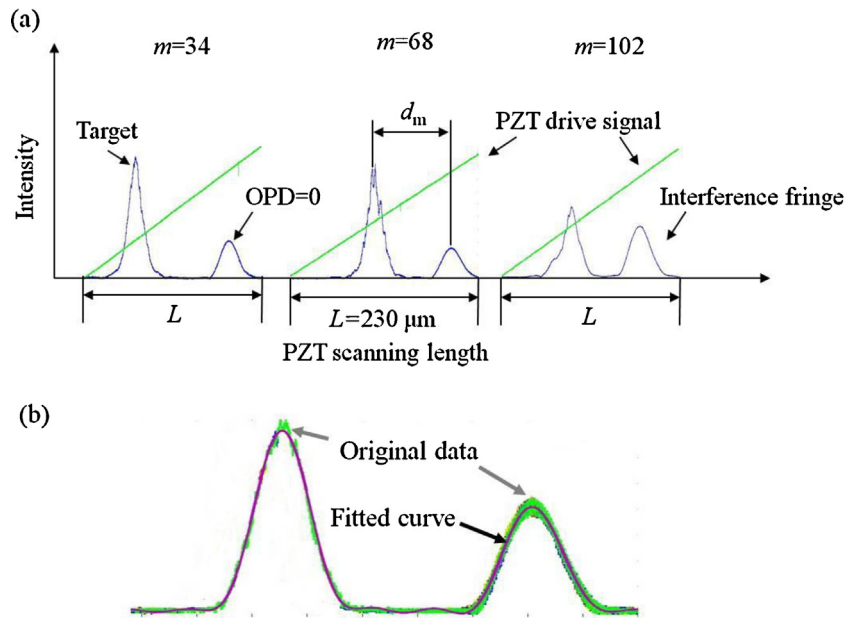 (a)
m=34
m=68
m=102
Target
dm
PZT drive signal
OPD=0
Interference fringe
Intensity
L
L=230 μm
L
PZT scanning length
(b)
Original data
Fitted curve